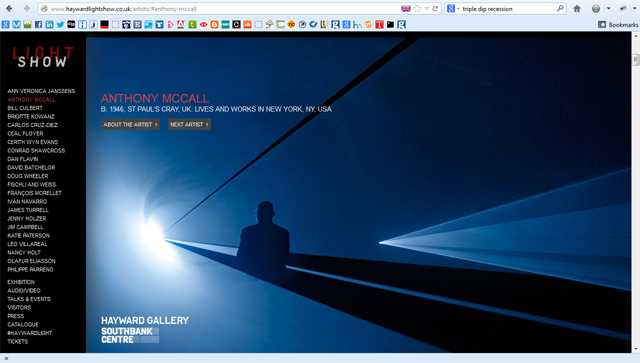 www.haywardlightshow.co.uk/artists/#anthony-mccall
triple dip recession
Bookmarks
LIGHT
SHOW
ANN VERONICA JANSSENS
ANTHONY MCCALL
BILL CULBERT
BRIGITTE KOWANZ
CARLOS CRUZ-DIEZ
CEAL FLOYER
CERITH WYN EVANS
CONRAD SHAWCROSS
DAN FLAVIN
DAVID BATCHELOR
DOUG WHEELER
FISCHLI AND WEISS
FRANÇOIS MORELLET
IVÁN NAVARRO
JAMES TURRELL
JENNY HOLZER
JIM CAMPBELL
KATIE PATERSON
LEO VILLAREAL
NANCY HOLT
OLAFUR ELIASSON
PHILIPPE PARRENO
EXHIBITION
AUDIO/VIDEO
TALKS & EVENTS
VISITORS
PRESS
CATALOGUE
#HAYWARDLIGHT
TICKETS
ANTHONY MCCALL
B. 1946, ST PAUL'S CRAY, UK. LIVES AND WORKS IN NEW YORK, NY, USA
ABOUT THE ARTIST
NEXT ARTIST
HAYWARD GALLERY
SOUTHBANK
CENTRE